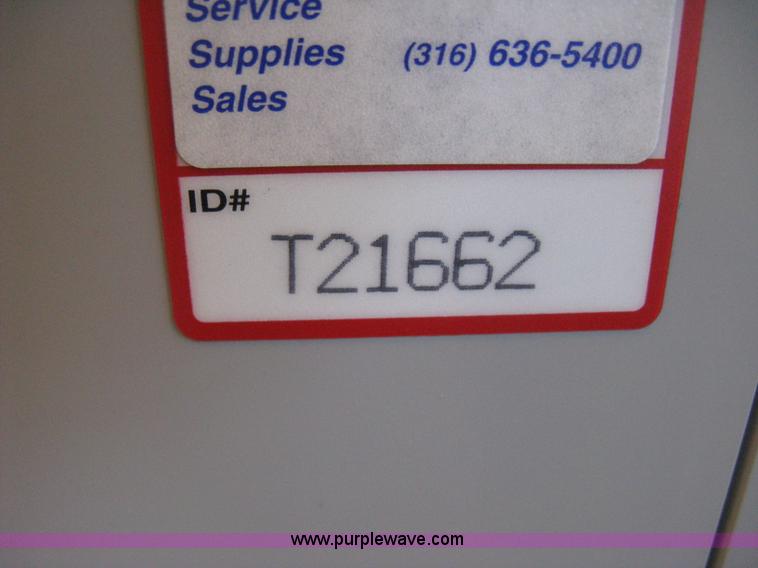 Service
Supplies (316) 636-5400
Sales
ID#
T21662
www.purplewave.com